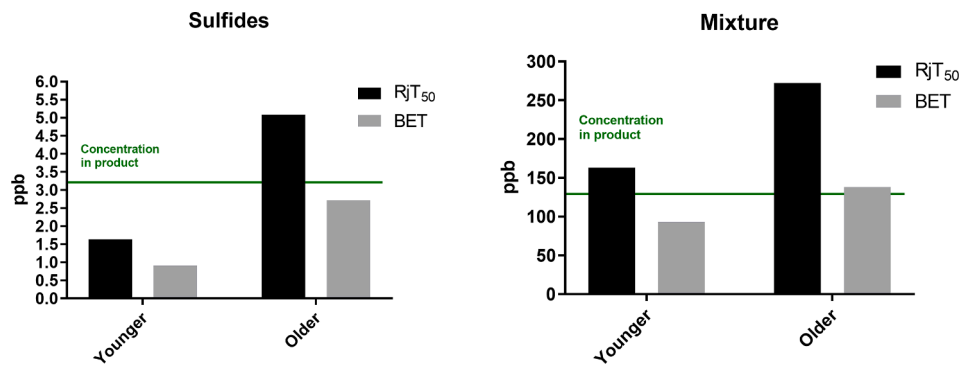 Sulfides
6.0
5.5
5.0
4.5
4.0
3.5
3.0
2.5
2.0
1.5
1.0
0.5
0.0
ppb
Concentration
in product
RjT50
BET
Younger
Older
Mixture
300
250
200
150
100
50
0
ppb
Concentration
in product
RjT50
BET
Younger
Older